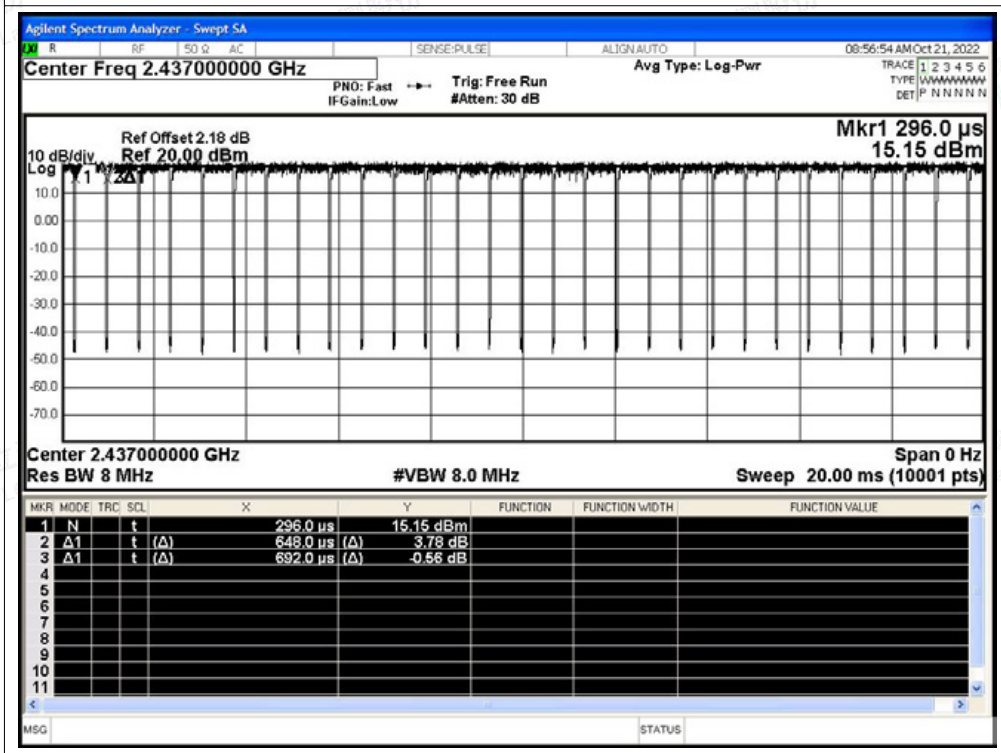 Agilent Spectrum Analyzer - Swept SA
R RF 50 Ω AC SENSE:PULSE ALIGN AUTO 08:56:54 AM Oct 21, 2022
Center Freq 2.437000000 GHz
PNO: Fast
IFGain:Low
Trig: Free Run
#Atten: 30 dB
Avg Type: Log-Pwr
TRACE 1 2 3 4 5 6
TYPE WWWWWW
DET P N N N N N
Ref Offset 2.18 dB
Ref 20.00 dBm
Mkr1 296.0 µs
15.15 dBm
10 dB/div
Log
1 2 3Δ1
10.0
0.00
-10.0
-20.0
-30.0
-40.0
-50.0
-60.0
-70.0
Center 2.437000000 GHz Span 0 Hz
Res BW 8 MHz #VBW 8.0 MHz Sweep 20.00 ms (10001 pts)
MKR MODE TRC SCL X Y FUNCTION FUNCTION WIDTH FUNCTION VALUE
1 N t 296.0 µs 15.15 dBm
2 Δ1 t (Δ) 648.0 µs (Δ) 3.78 dB
3 Δ1 t (Δ) 692.0 µs (Δ) -0.56 dB
4
5
6
7
8
9
10
11
MSG STATUS